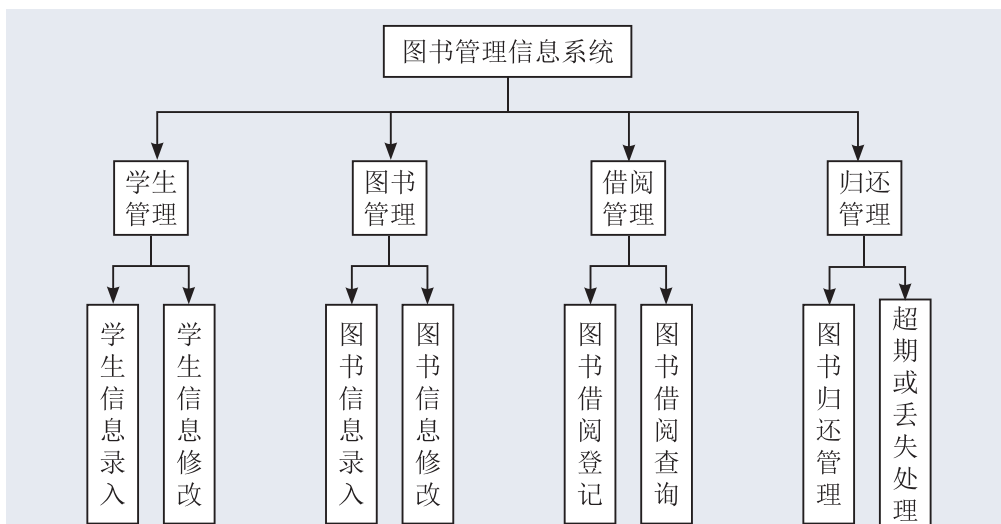 图书管理信息系统
学生
管理
图书
管理
借阅
管理
归还
管理
学生信息录入
学生信息修改
图书信息录入
图书信息修改
图书借阅登记
图书借阅查询
图书归还管理
超期或丢失处理